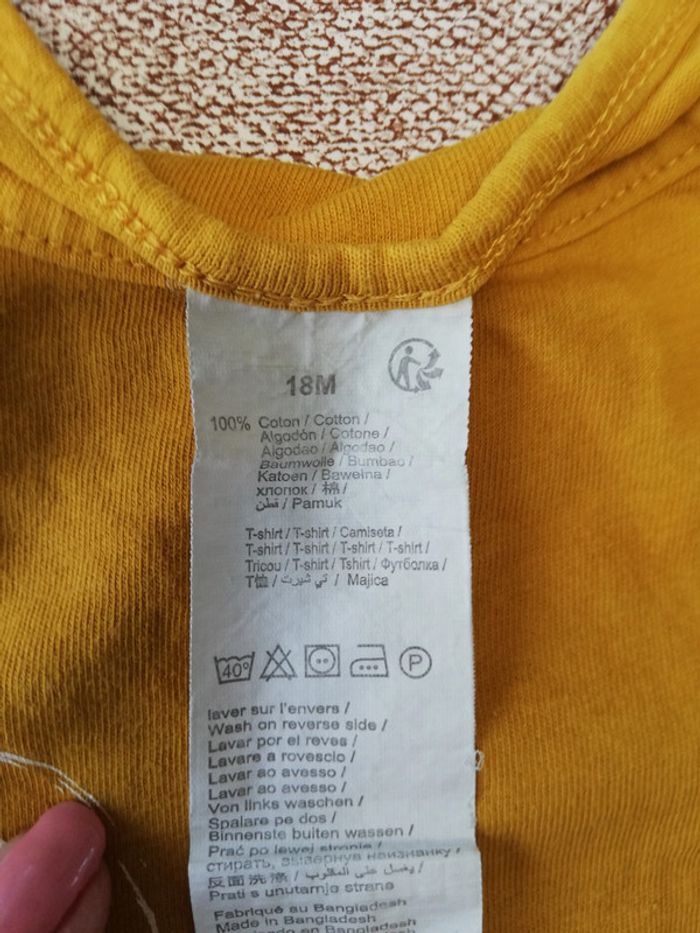 18M
100% Coton / Cotton /
Algodón / Cotone /
Algodao / Algodao /
Baumwolle / Bumbac /
Katoen / Bawełna /
хлопок / 棉 /
قطن / Pamuk
T-shirt / T-shirt / Camiseta /
T-shirt / T-shirt / T-shirt / T-shirt /
Tricou / T-shirt / Tshirt / Футболка /
T恤 / تي شيرت / Majica
40° P
laver sur l'envers /
Wash on reverse side /
Lavar por el reves /
Lavare a rovescio /
Lavar ao avesso /
Lavar ao avesso /
Von links waschen /
Spalare pe dos /
Binnenste buiten wassen /
Prać po lewej stronie /
стирать, вывернув наизнанку /
反面洗涤 / يغسل على المقلوب /
Prati s unutarnje strane
Fabriqué au Bangladesh
Made in Bangladesh
en Bangladesh